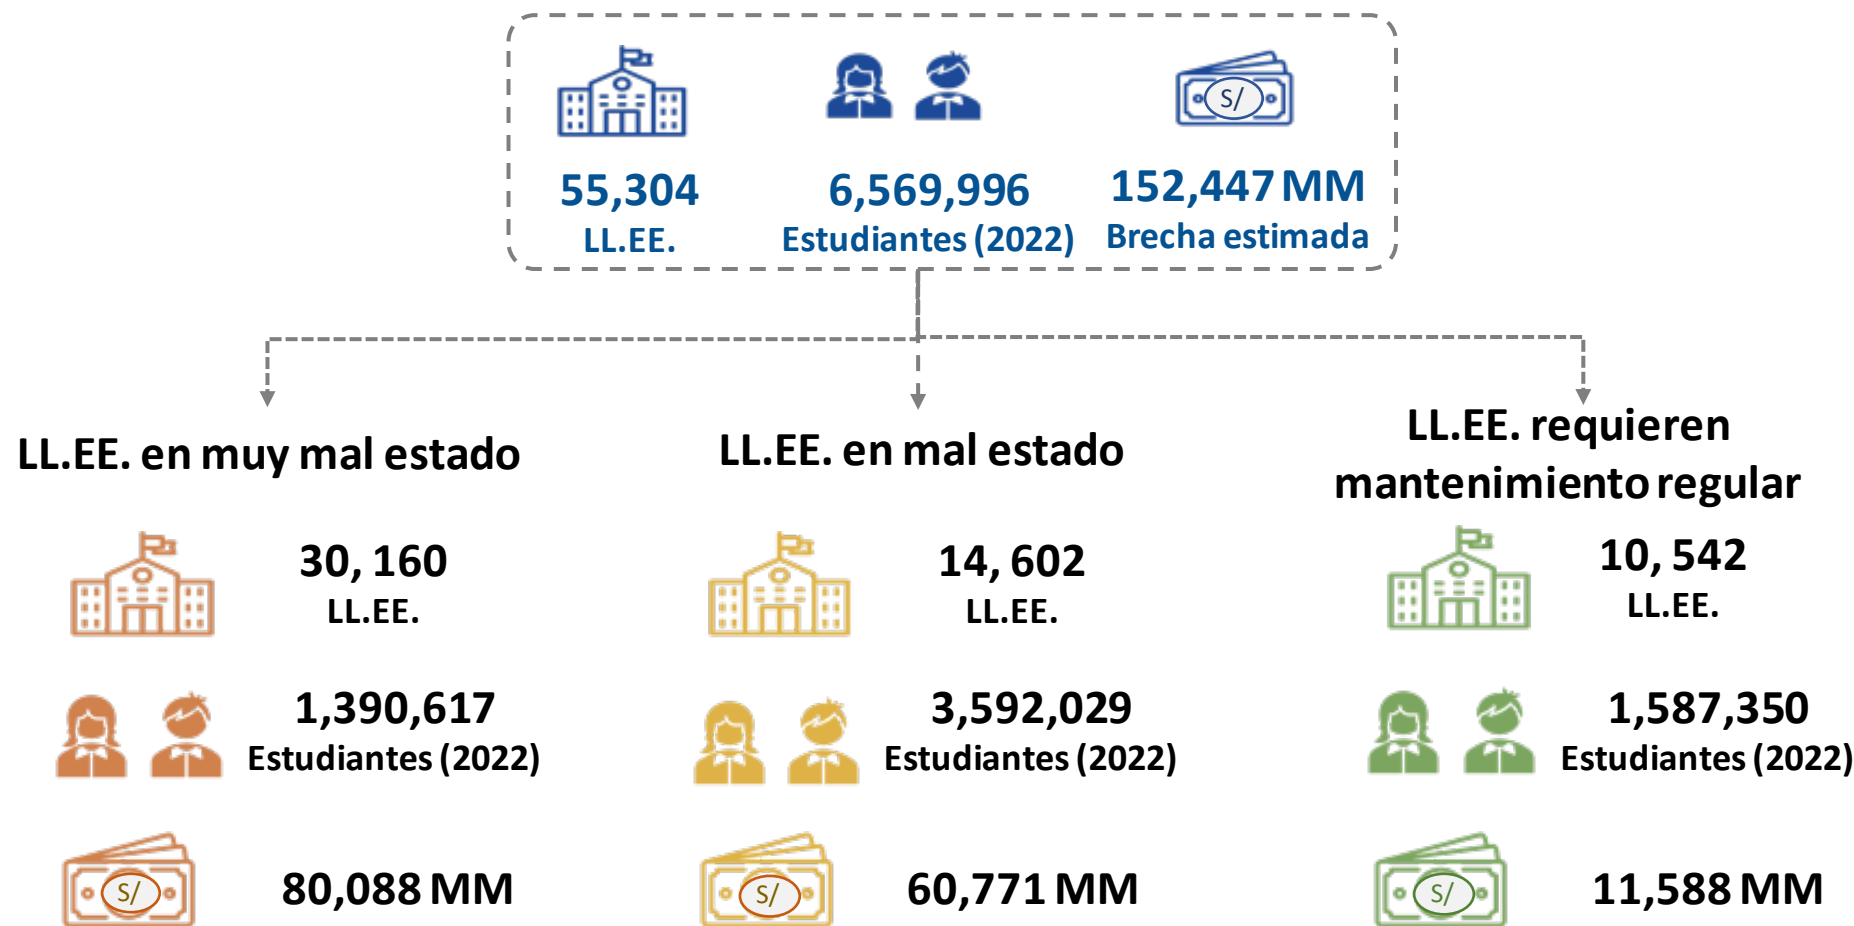 S/
55,304
LL.EE.
6,569,996
Estudiantes (2022)
152,447 MM
Brecha estimada
LL.EE. en muy mal estado
30, 160
LL.EE.
1,390,617
Estudiantes (2022)
S/
80,088 MM
LL.EE. en mal estado
14, 602
LL.EE.
3,592,029
Estudiantes (2022)
S/
60,771 MM
LL.EE. requieren
mantenimiento regular
10, 542
LL.EE.
1,587,350
Estudiantes (2022)
S/
11,588 MM